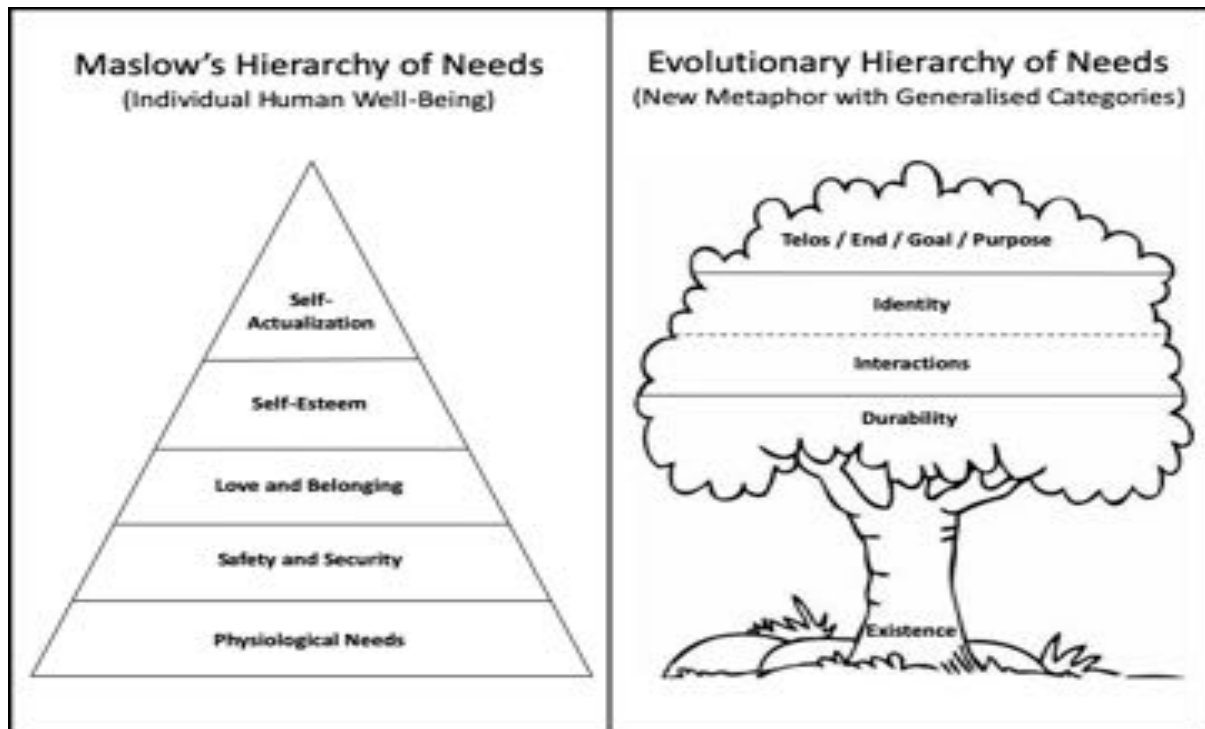 Maslow's Hierarchy of Needs
(Individual Human Well-Being)
Self-
Actualization
Self-Esteem
Love and Belonging
Safety and Security
Physiological Needs
Evolutionary Hierarchy of Needs
(New Metaphor with Generalised Categories)
Telos / End / Goal / Purpose
Identity
Interactions
Durability
Existence